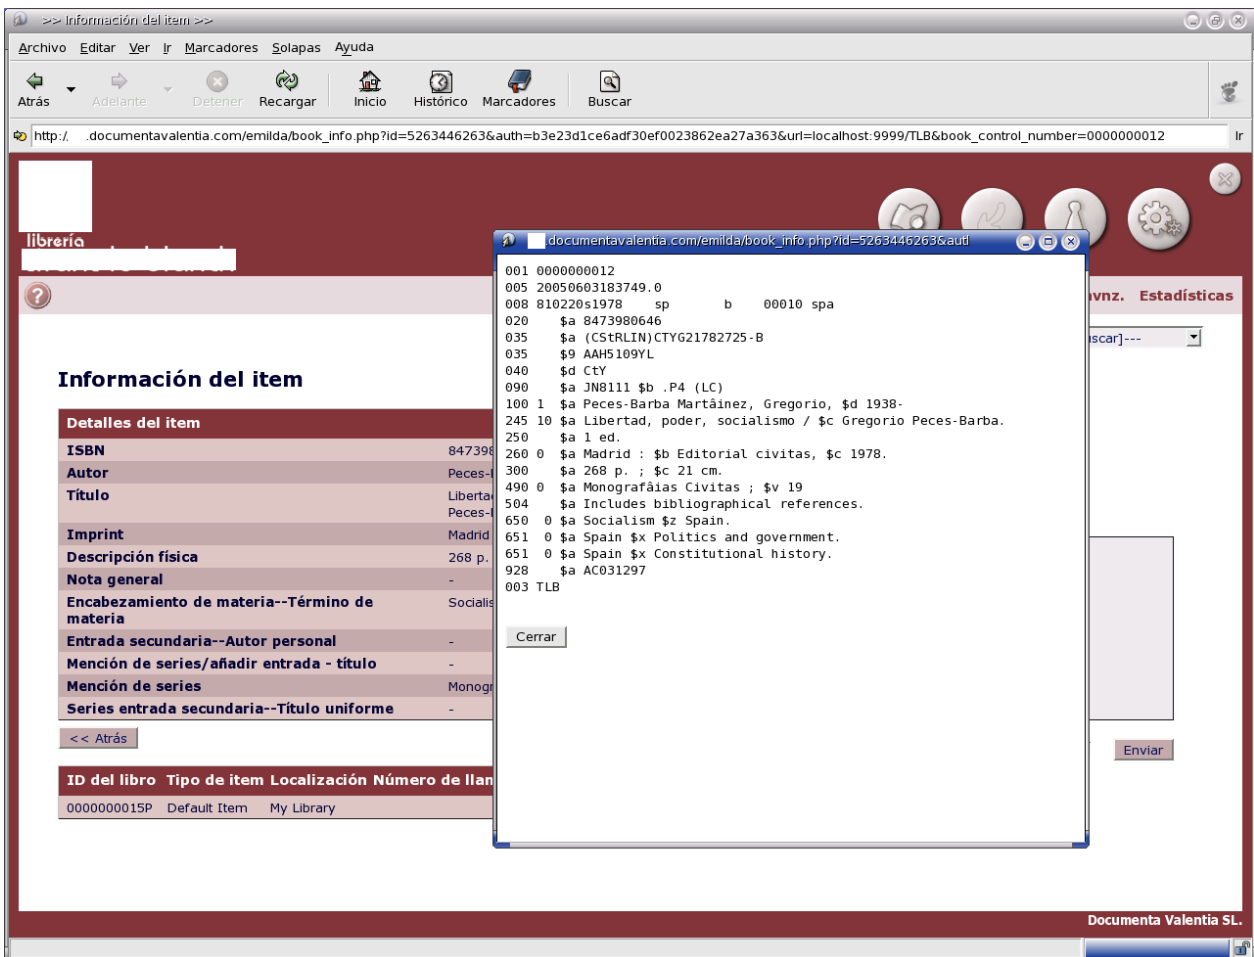 >> Información del item >>
Archivo Editar Ver Ir Marcadores Solapas Ayuda
Atrás Adelante Detener Recargar Inicio Histórico Marcadores Buscar
http:/. .documentavalentia.com/emilda/book_info.php?id=5263446263&auth=b3e23d1ce6adf30ef0023862ea27a363&url=localhost:9999/TLB&book_control_number=0000000012 Ir
librería
Estadísticas
Información del item
Detalles del item
ISBN 847398
Autor Peces-
Título Liberta
Peces-
Imprint Madrid
Descripción física 268 p.
Nota general -
Encabezamiento de materia--Término de Socialis
materia
Entrada secundaria--Autor personal -
Mención de series/añadir entrada - título -
Mención de series Monogr
Series entrada secundaria--Título uniforme -
<< Atrás
Enviar
ID del libro Tipo de item Localización Número de llam
0000000015P Default Item My Library
.documentavalentia.com/emilda/book_info.php?id=5263446263&autl
001 0000000012
005 20050603183749.0
008 810220s1978 sp b 00010 spa
020 $a 8473980646
035 $a (CStRLIN)CTYG21782725-B
035 $9 AAH5109YL
040 $d CtY
090 $a JN8111 $b .P4 (LC)
100 1 $a Peces-Barba Martâinez, Gregorio, $d 1938-
245 10 $a Libertad, poder, socialismo / $c Gregorio Peces-Barba.
250 $a 1 ed.
260 0 $a Madrid : $b Editorial civitas, $c 1978.
300 $a 268 p. ; $c 21 cm.
490 0 $a Monografâias Civitas ; $v 19
504 $a Includes bibliographical references.
650 0 $a Socialism $z Spain.
651 0 $a Spain $x Politics and government.
651 0 $a Spain $x Constitutional history.
928 $a AC031297
003 TLB
Cerrar
Documenta Valentia SL.